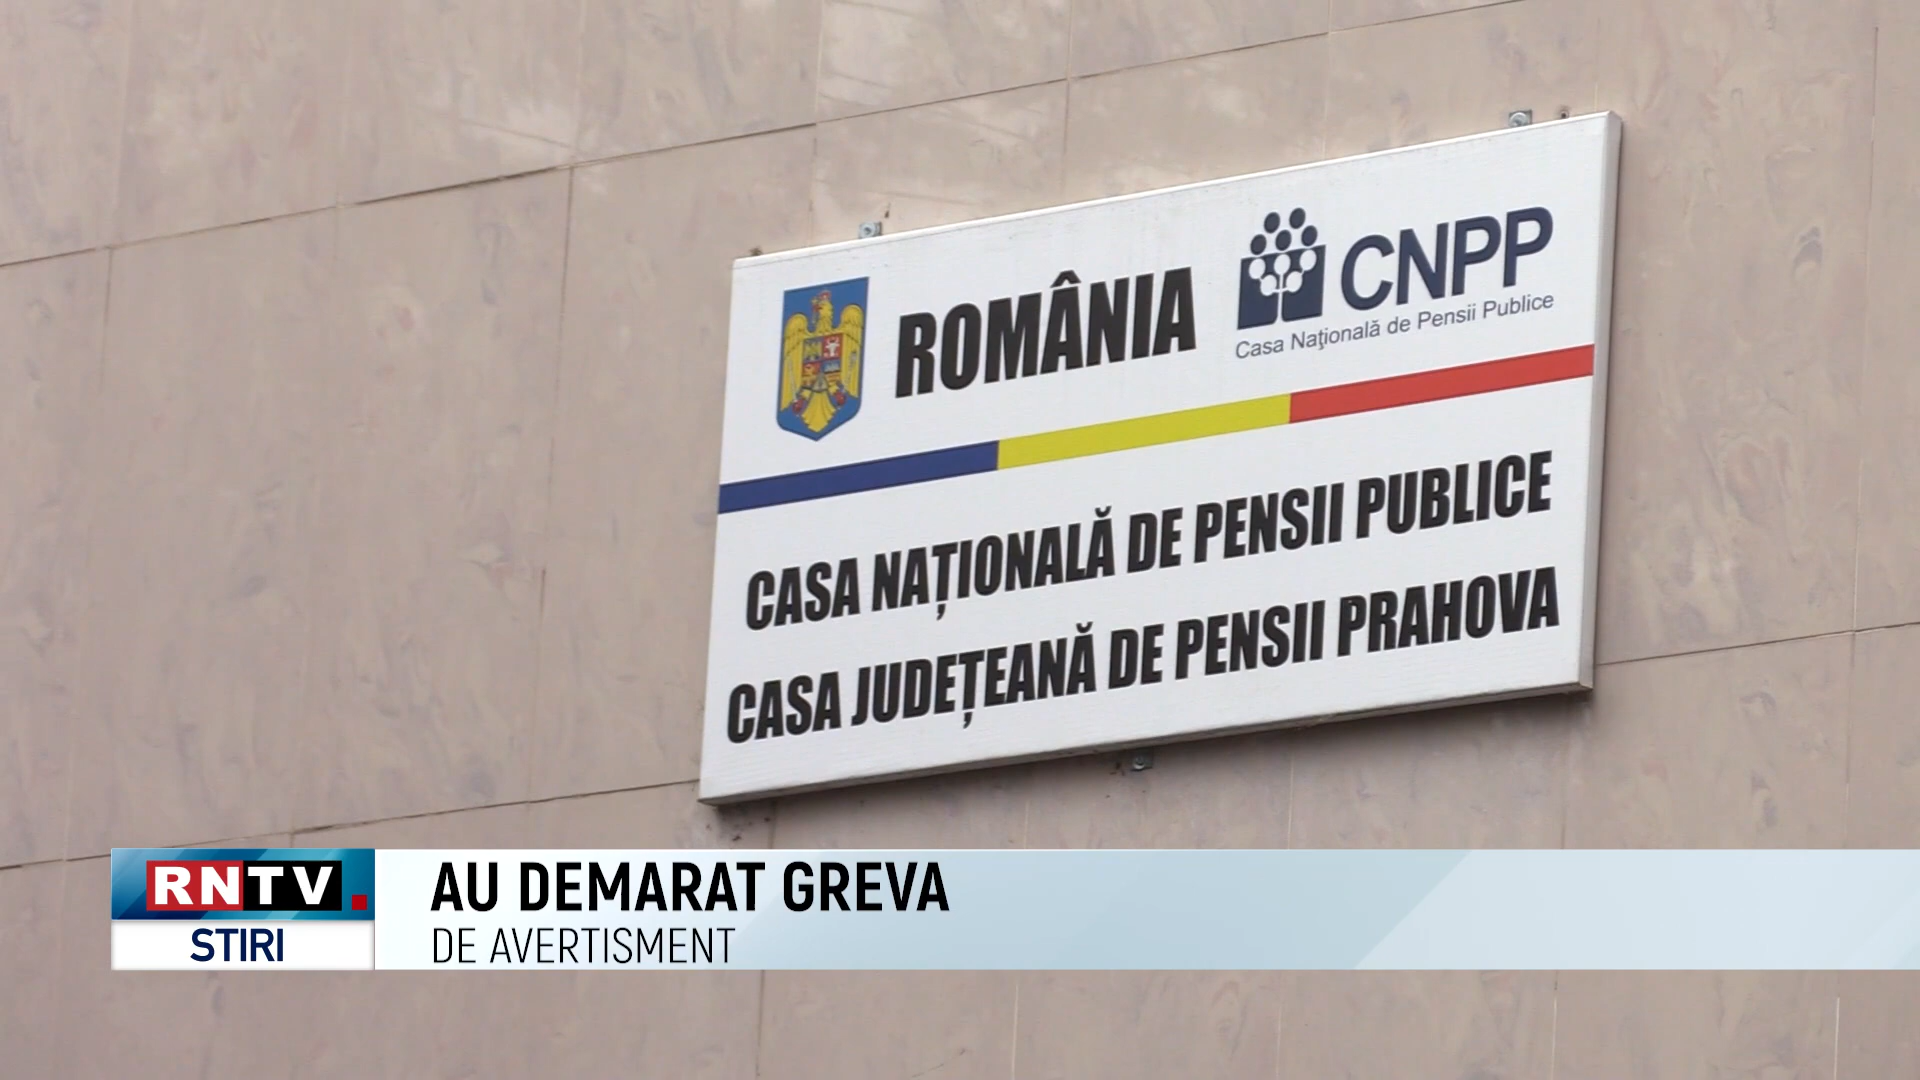 ROMÂNIA
CNPP
Casa Naţională de Pensii Publice
CASA NAȚIONALĂ DE PENSII PUBLICE
CASA JUDEȚEANĂ DE PENSII PRAHOVA
RNTV.
STIRI
AU DEMARAT GREVA
DE AVERTISMENT